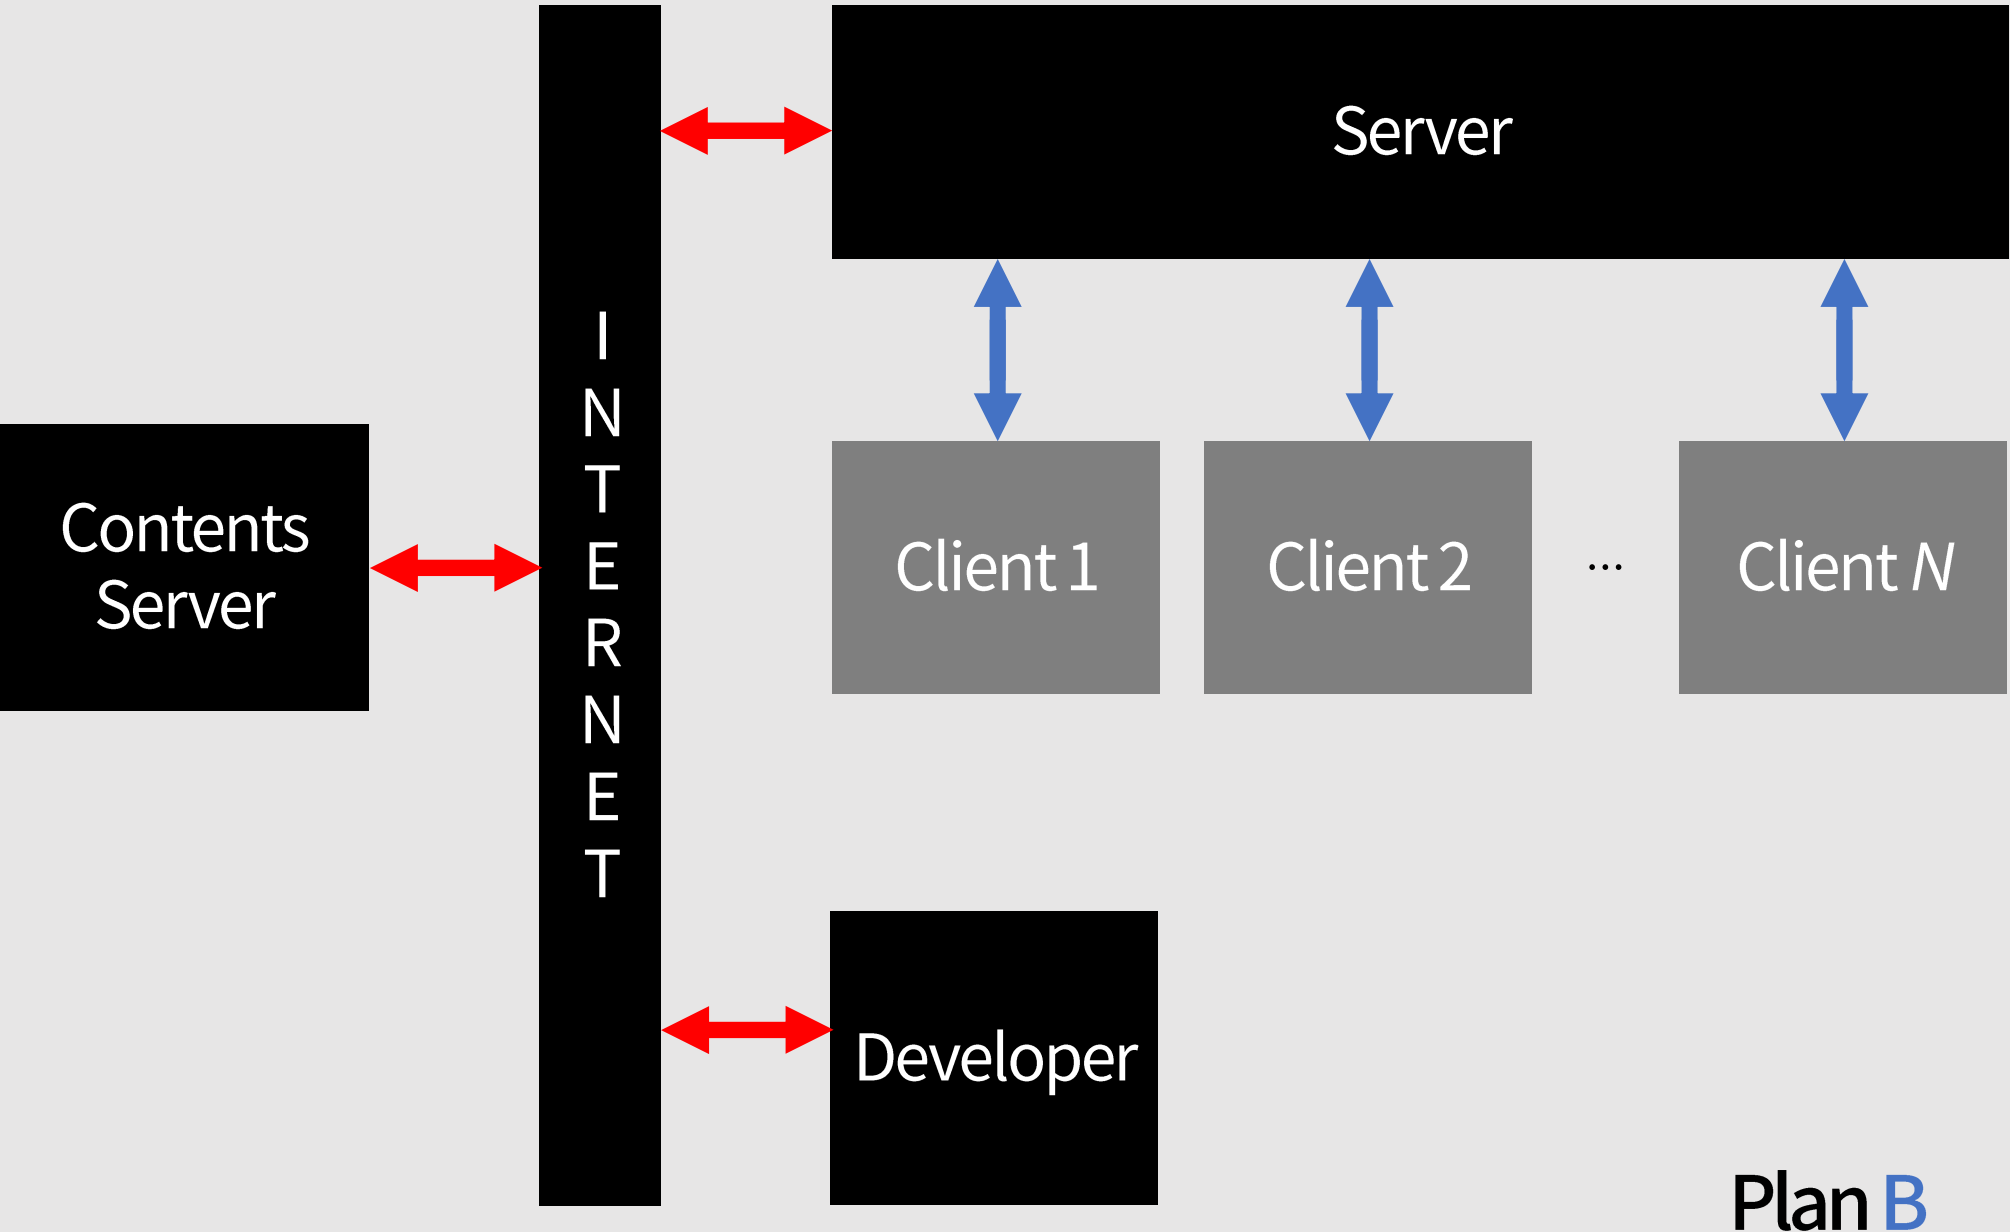 Server
I
N
T
E
R
N
E
T
Contents
Server
Client 1
Client 2
...
Client N
Developer
Plan B